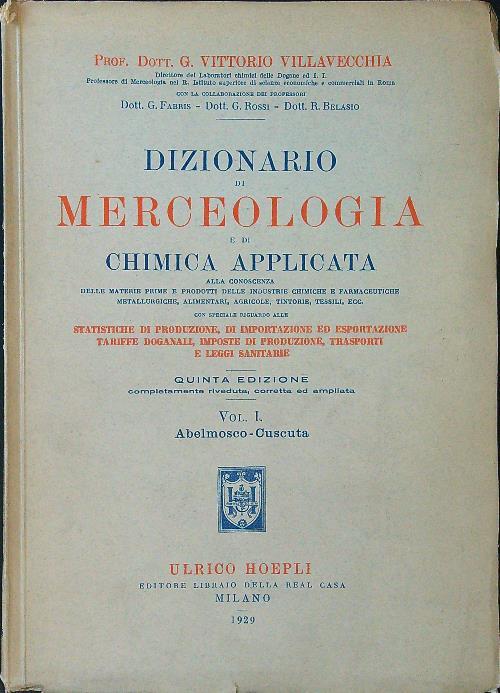 PROF. DOTT. G. VITTORIO VILLAVECCHIA
Direttore dei Laboratori chimici delle Dogane ed I. I.
Professore di Merceologia nel R. Istituto superiore di scienze economiche e commerciali in Roma
CON LA COLLABORAZIONE DEI PROFESSORI
DOTT. G. FABRIS - DOTT. G. ROSSI - DOTT. R. BELASIO
DIZIONARIO
DI
MERCEOLOGIA
E DI
CHIMICA APPLICATA
ALLA CONOSCENZA
DELLE MATERIE PRIME E PRODOTTI DELLE INDUSTRIE CHIMICHE E FARMACEUTICHE
METALLURGICHE, ALIMENTARI, AGRICOLE, TINTORIE, TESSILI, ECC.
CON SPECIALE RIGUARDO ALLE
STATISTICHE DI PRODUZIONE, DI IMPORTAZIONE ED ESPORTAZIONE
TARIFFE DOGANALI, IMPOSTE DI PRODUZIONE, TRASPORTI
E LEGGI SANITARIE
QUINTA EDIZIONE
completamente riveduta, corretta ed ampliata
VOL. I.
Abelmosco-Cuscuta
ULRICO HOEPLI
EDITORE LIBRAIO DELLA REAL CASA
MILANO
1929